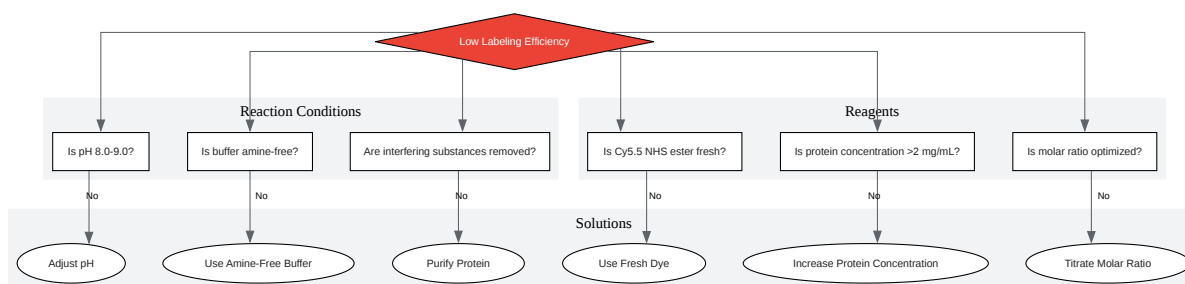 Low Labeling Efficiency
Reaction Conditions
Reagents
Is pH 8.0-9.0?
Is buffer amine-free?
Are interfering substances removed?
Is Cy5.5 NHS ester fresh?
Is protein concentration >2 mg/mL?
Is molar ratio optimized?
No
No
No
No
No
No
Solutions
Adjust pH
Use Amine-Free Buffer
Purify Protein
Use Fresh Dye
Increase Protein Concentration
Titrate Molar Ratio